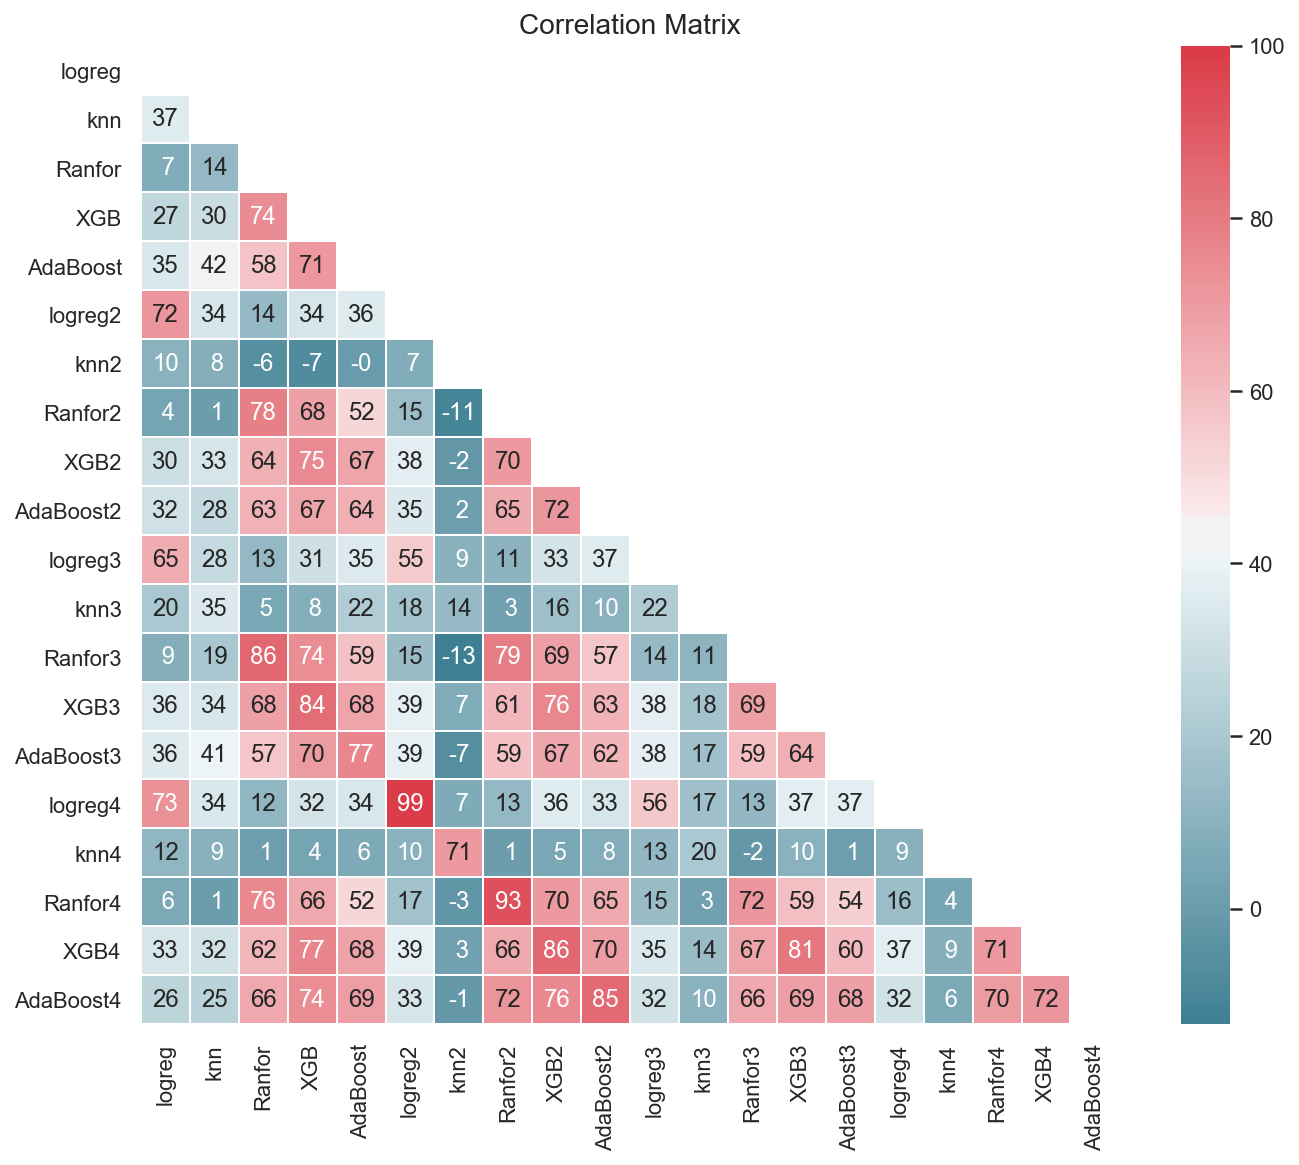 Correlation Matrix
logreg
knn 37
Ranfor 7 14
XGB 27 30 74
AdaBoost 35 42 58 71
logreg2 72 34 14 34 36
knn2 10 8 -6 -7 -0 7
Ranfor2 4 1 78 68 52 15 -11
XGB2 30 33 64 75 67 38 -2 70
AdaBoost2 32 28 63 67 64 35 2 65 72
logreg3 65 28 13 31 35 55 9 11 33 37
knn3 20 35 5 8 22 18 14 3 16 10 22
Ranfor3 9 19 86 74 59 15 -13 79 69 57 14 11
XGB3 36 34 68 84 68 39 7 61 76 63 38 18 69
AdaBoost3 36 41 57 70 77 39 -7 59 67 62 38 17 59 64
logreg4 73 34 12 32 34 99 7 13 36 33 56 17 13 37 37
knn4 12 9 1 4 6 10 71 1 5 8 13 20 -2 10 1 9
Ranfor4 6 1 76 66 52 17 -3 93 70 65 15 3 72 59 54 16 4
XGB4 33 32 62 77 68 39 3 66 86 70 35 14 67 81 60 37 9 71
AdaBoost4 26 25 66 74 69 33 -1 72 76 85 32 10 66 69 68 32 6 70 72
logreg knn Ranfor XGB AdaBoost logreg2 knn2 Ranfor2 XGB2 AdaBoost2 logreg3 knn3 Ranfor3 XGB3 AdaBoost3 logreg4 knn4 Ranfor4 XGB4 AdaBoost4
100
80
60
40
20
0